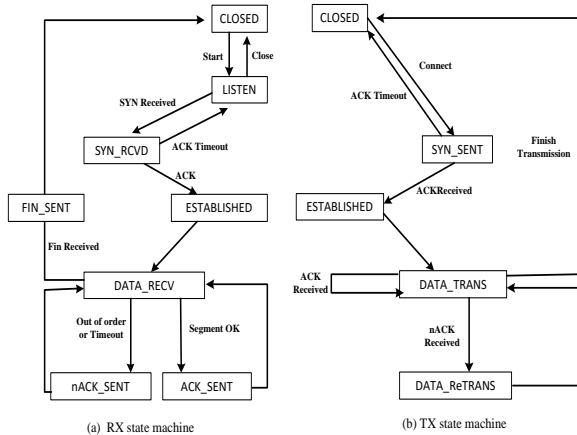 CLOSED
Start
Close
LISTEN
SYN Received
ACK Timeout
SYN_RCVD
ACK
FIN_SENT
ESTABLISHED
Fin Received
DATA_RECV
Out of order
or Timeout
Segment OK
nACK_SENT
ACK_SENT
(a) RX state machine
CLOSED
Connect
ACK Timeout
SYN_SENT
Finish
Transmission
ACKReceived
ESTABLISHED
ACK
Received
DATA_TRANS
nACK
Received
DATA_ReTRANS
(b) TX state machine